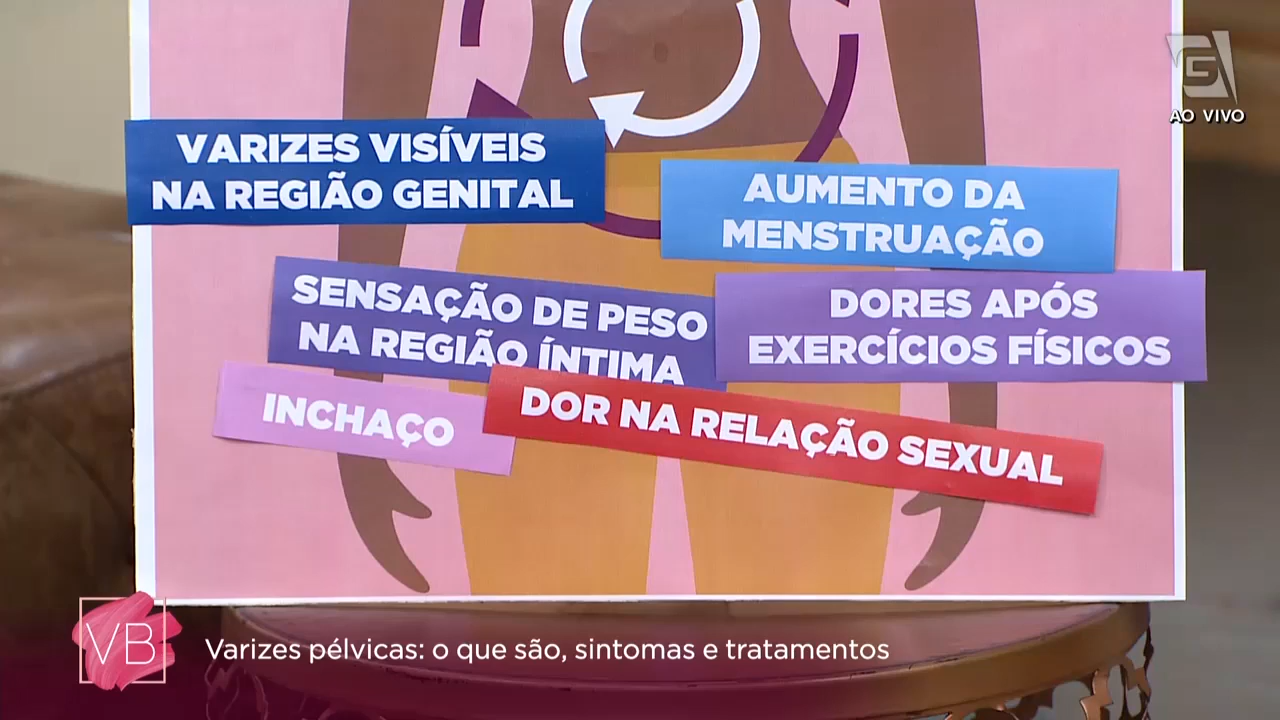 AO VIVO
VARIZES VISÍVEIS
NA REGIÃO GENITAL
AUMENTO DA
MENSTRUAÇÃO
SENSAÇÃO DE PESO
NA REGIÃO ÍNTIMA
DORES APÓS
EXERCÍCIOS FÍSICOS
INCHAÇO
DOR NA RELAÇÃO SEXUAL
VB
Varizes pélvicas: o que são, sintomas e tratamentos